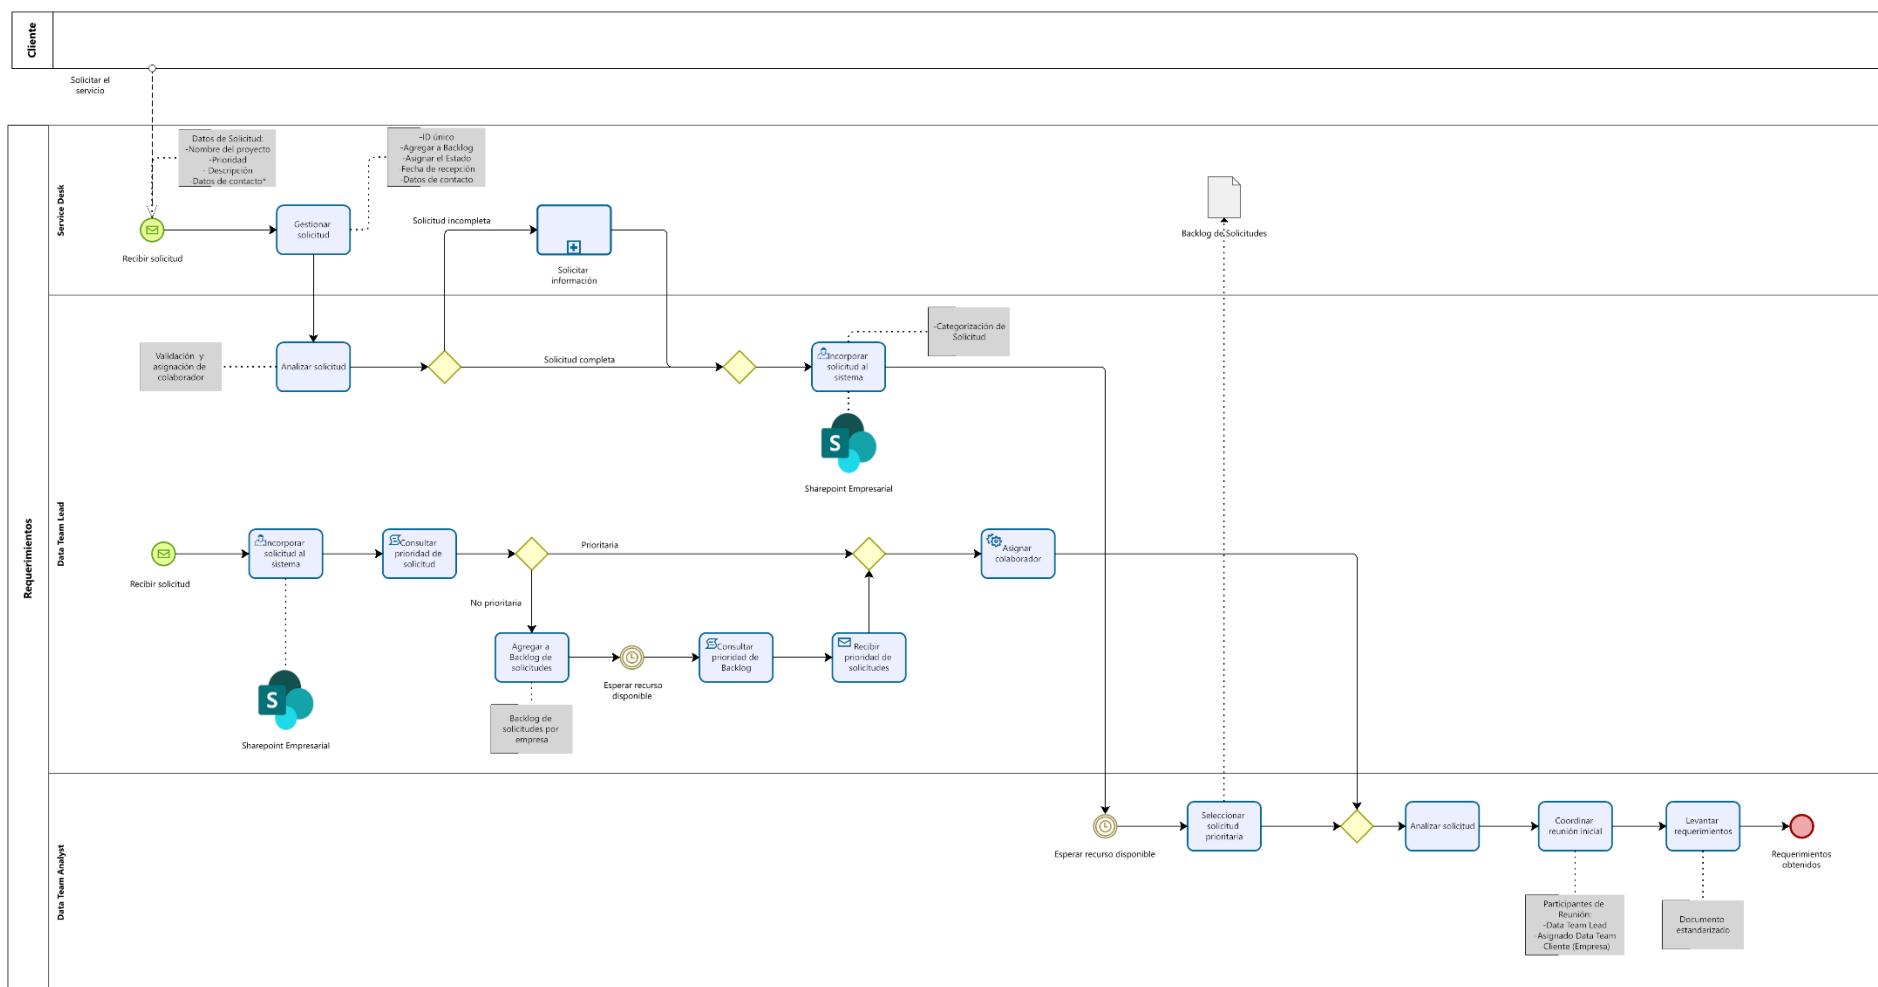 Cliente
Solicitar el
servicio
Requerimientos
Service Desk
Datos de Solicitud:
-Nombre del proyecto
-Prioridad
- Descripción
Datos de contacto*
-ID único
-Agregar a Backlog
-Asignar el Estado
Fecha de recepción
-Datos de contacto
Recibir solicitud
Gestionar
solicitud
Solicitud incompleta
Solicitar
información
Backlog de Solicitudes
Data Team Lead
Validación y
asignación de
colaborador
Analizar solicitud
Solicitud completa
Incorporar
solicitud al
sistema
-Categorización de
Solicitud
S
Sharepoint Empresarial
Recibir solicitud
Incorporar
solicitud al
sistema
Consultar
prioridad de
solicitud
Prioritaria
No prioritaria
Asignar
colaborador
Agregar a
Backlog de
solicitudes
Esperar recurso
disponible
Consultar
prioridad de
Backlog
Recibir
prioridad de
solicitudes
S
Sharepoint Empresarial
Backlog de
solicitudes por
empresa
Data Team Analyst
Esperar recurso disponible
Seleccionar
solicitud
prioritaria
Analizar solicitud
Coordinar
reunión inicial
Levantar
requerimientos
Requerimientos
obtenidos
Participantes de
Reunión:
-Data Team Lead
-Asignado Data Team
Cliente (Empresa)
Documento
estandarizado